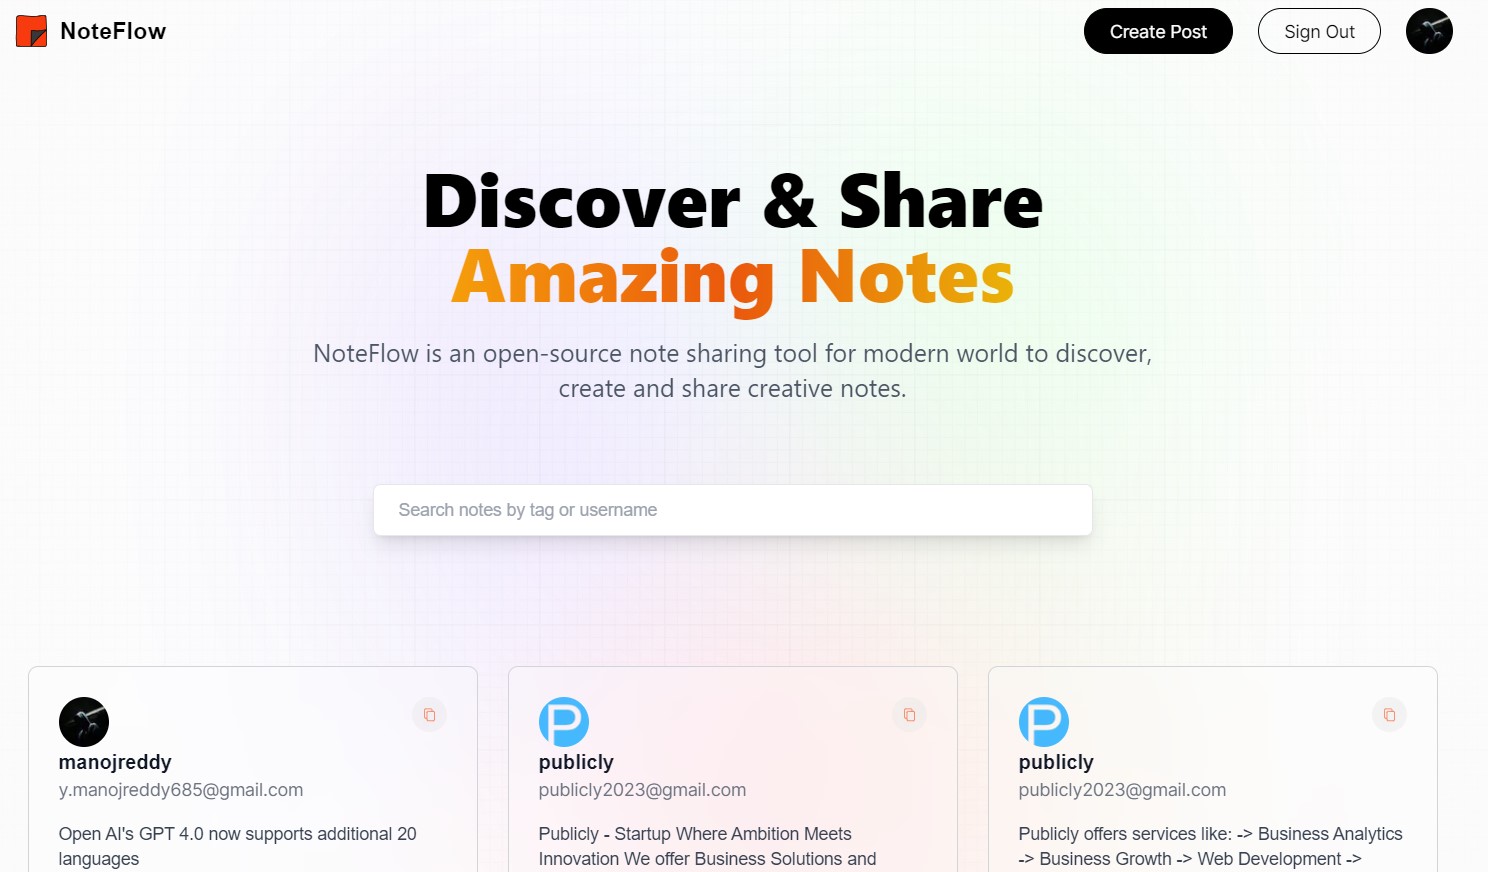 NoteFlow
Create Post
Sign Out
Discover & Share
Amazing Notes
NoteFlow is an open-source note sharing tool for modern world to discover,
create and share creative notes.
Search notes by tag or username
manojreddy
y.manojreddy685@gmail.com
Open AI's GPT 4.0 now supports additional 20
languages
publicly
publicly2023@gmail.com
Publicly - Startup Where Ambition Meets
Innovation We offer Business Solutions and
publicly
publicly2023@gmail.com
Publicly offers services like: -> Business Analytics
-> Business Growth -> Web Development ->